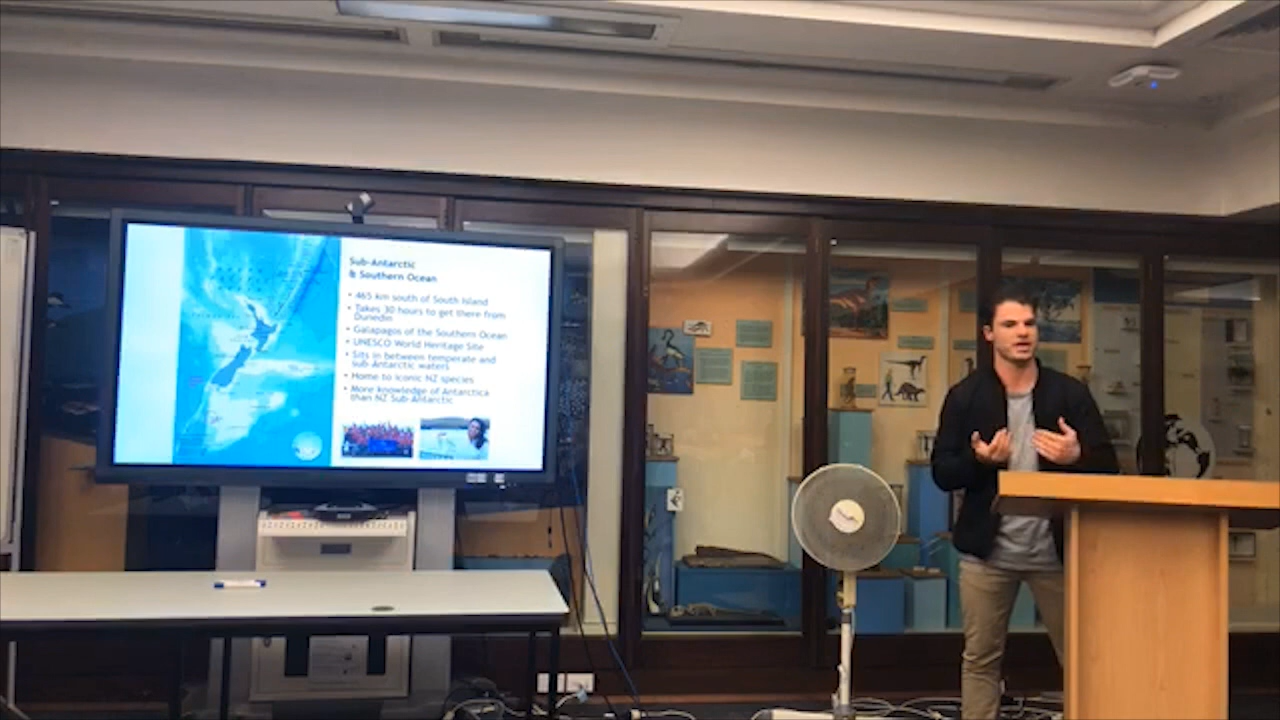 Sub-Antarctic
& Southern Ocean
• 465 km south of South Island
• Takes 30 hours to get there from
Dunedin
• Galapagos of the Southern Ocean
• UNESCO World Heritage Site
• Sits in between temperate and
sub-Antarctic waters
• Home to iconic NZ species
• More knowledge of Antarctica
than NZ Sub-Antarctic